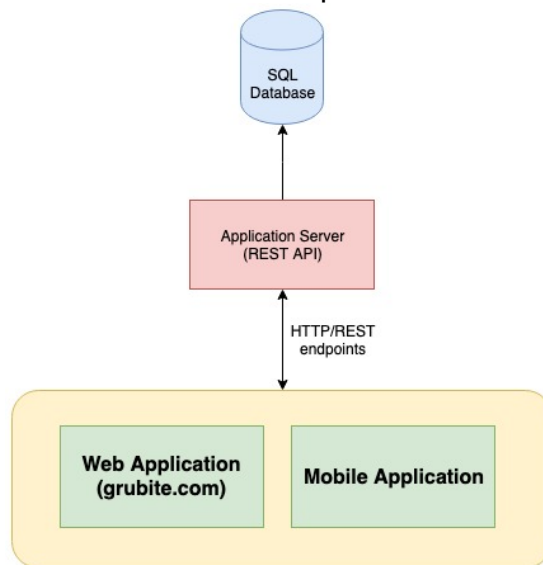 SQL
Database
Application Server
(REST API)
HTTP/REST
endpoints
Web Application
(grubite.com)
Mobile Application